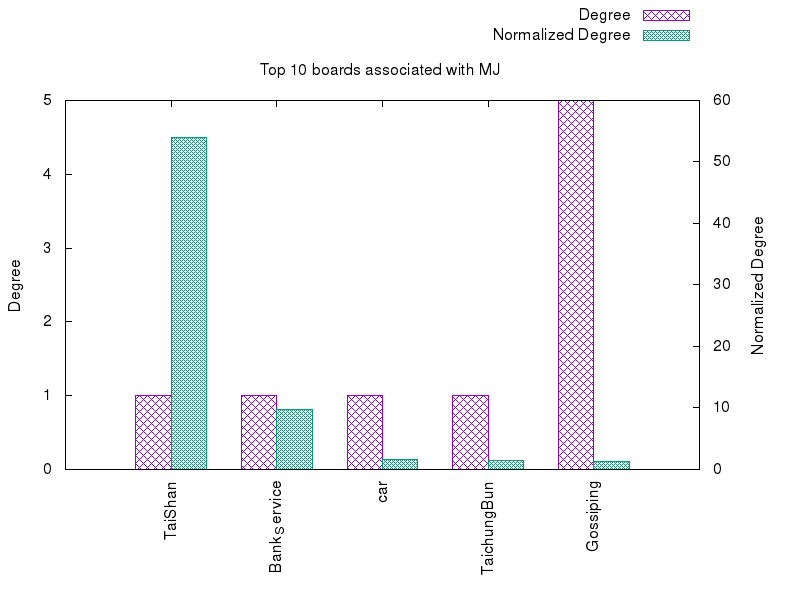 Degree
Normalized Degree
Top 10 boards associated with MJ
5
4
3
2
1
0
60
50
40
30
20
10
0
Degree
Normalized Degree
TaiShan
BankService
car
TaichungBun
Gossiping